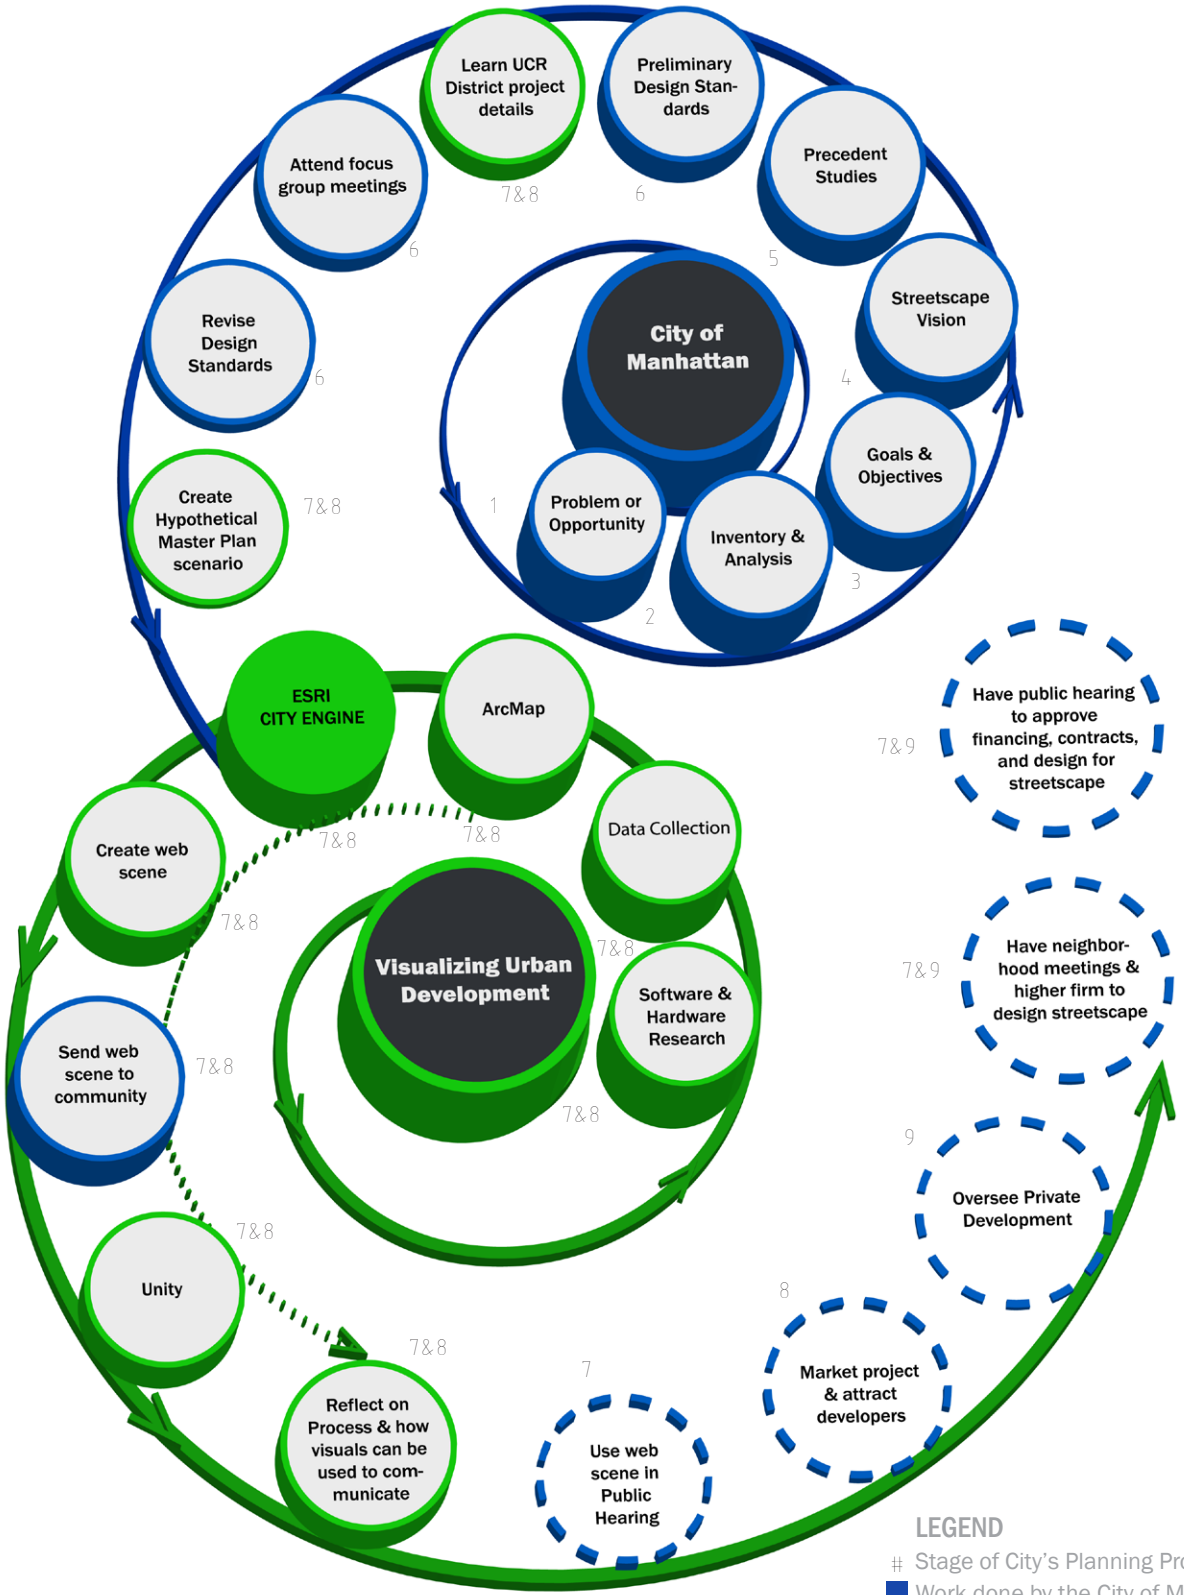 Learn UCR
District project
details
7&8
Preliminary
Design Stan-
dards
6
Precedent
Studies
5
Attend focus
group meetings
6
Streetscape
Vision
4
City of
Manhattan
Revise
Design
Standards
6
Goals &
Objectives
3
Problem or
Opportunity
1
Inventory &
Analysis
2
Create
Hypothetical
Master Plan
scenario
7&8
ESRI
CITY ENGINE
7&8
ArcMap
7&8
Data Collection
7&8
Have public hearing
to approve
financing, contracts,
and design for
streetscape
7&9
Create web
scene
7&8
Visualizing Urban
Development
Software &
Hardware
Research
7&8
Have neighbor-
hood meetings &
higher firm to
design streetscape
7&9
Send web
scene to
community
7&8
Oversee Private
Development
9
Unity
7&8
Market project
& attract
developers
8
Reflect on
Process & how
visuals can be
used to com-
municate
7&8
Use web
scene in
Public
Hearing
7
LEGEND
# Stage of City's Planning Pro
Work done by the City of M